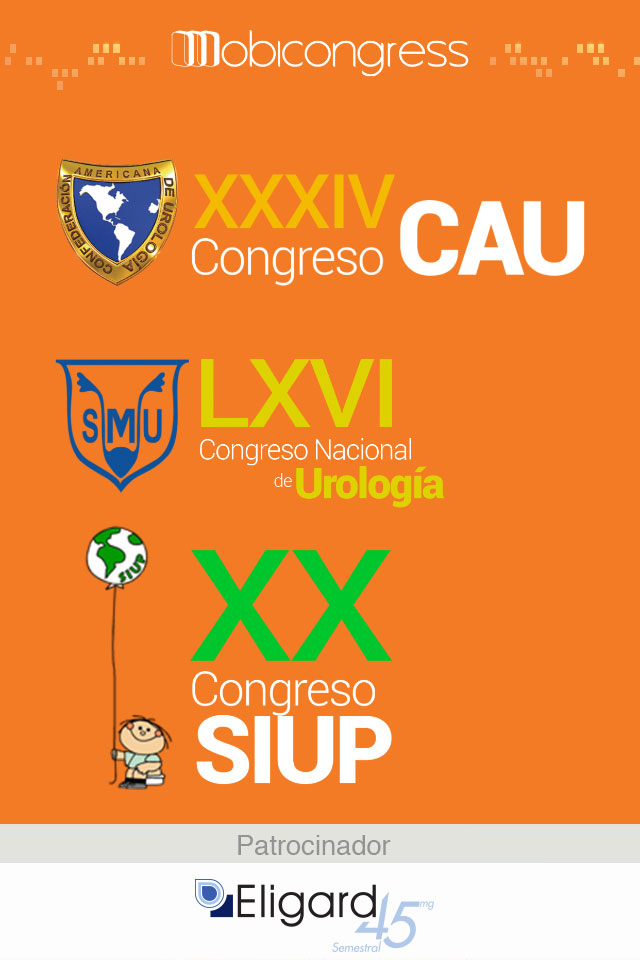 Mobicongress
CONFEDERACIÓN AMERICANA DE UROLOGÍA
XXXIV
Congreso CAU
SMU
LXVI
Congreso Nacional
de Urología
SIUP
XX
Congreso
SIUP
Patrocinador
Eligard 45 mg
Semestral